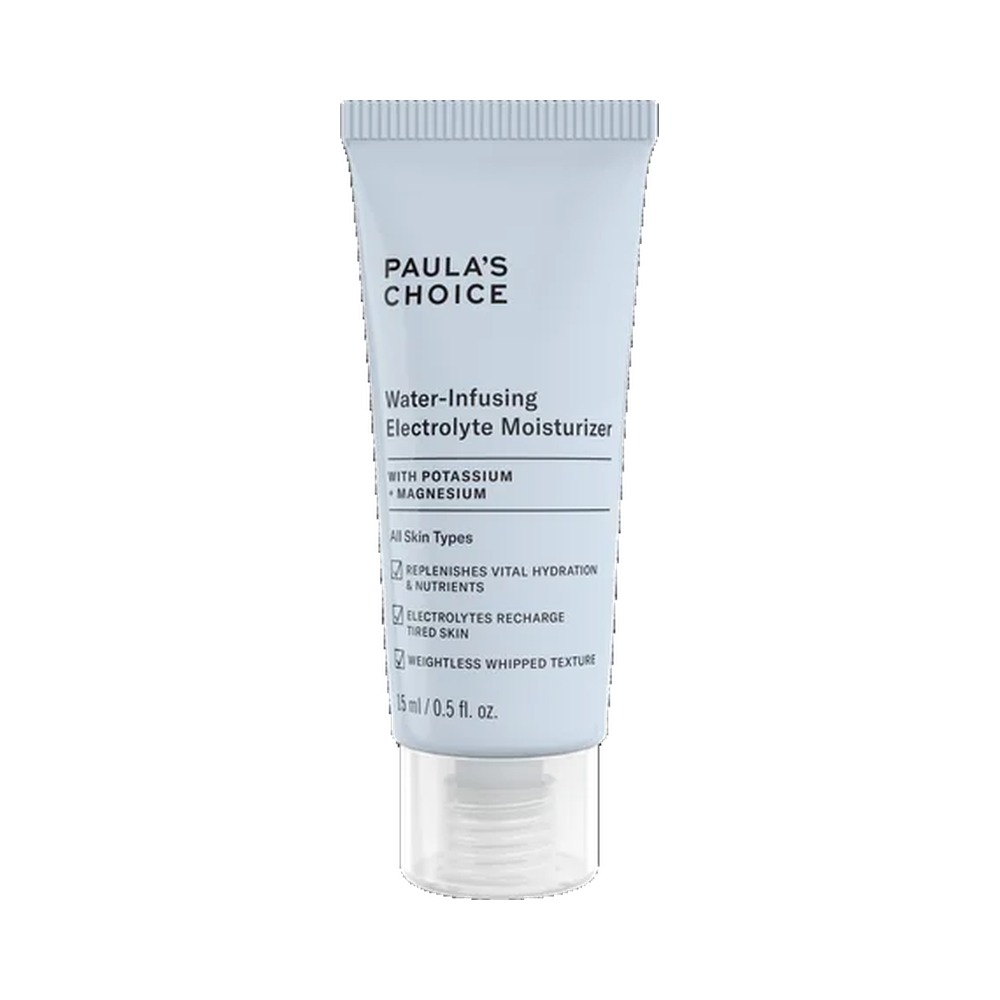 PAULA'S
CHOICE
Water-Infusing
Electrolyte Moisturizer
WITH POTASSIUM
+ MAGNESIUM
All Skin Types
REPLENISHES VITAL HYDRATION
& NUTRIENTS
ELECTROLYTES RECHARGE
TIRED SKIN
WEIGHTLESS WHIPPED TEXTURE
15 ml / 0.5 fl. oz.